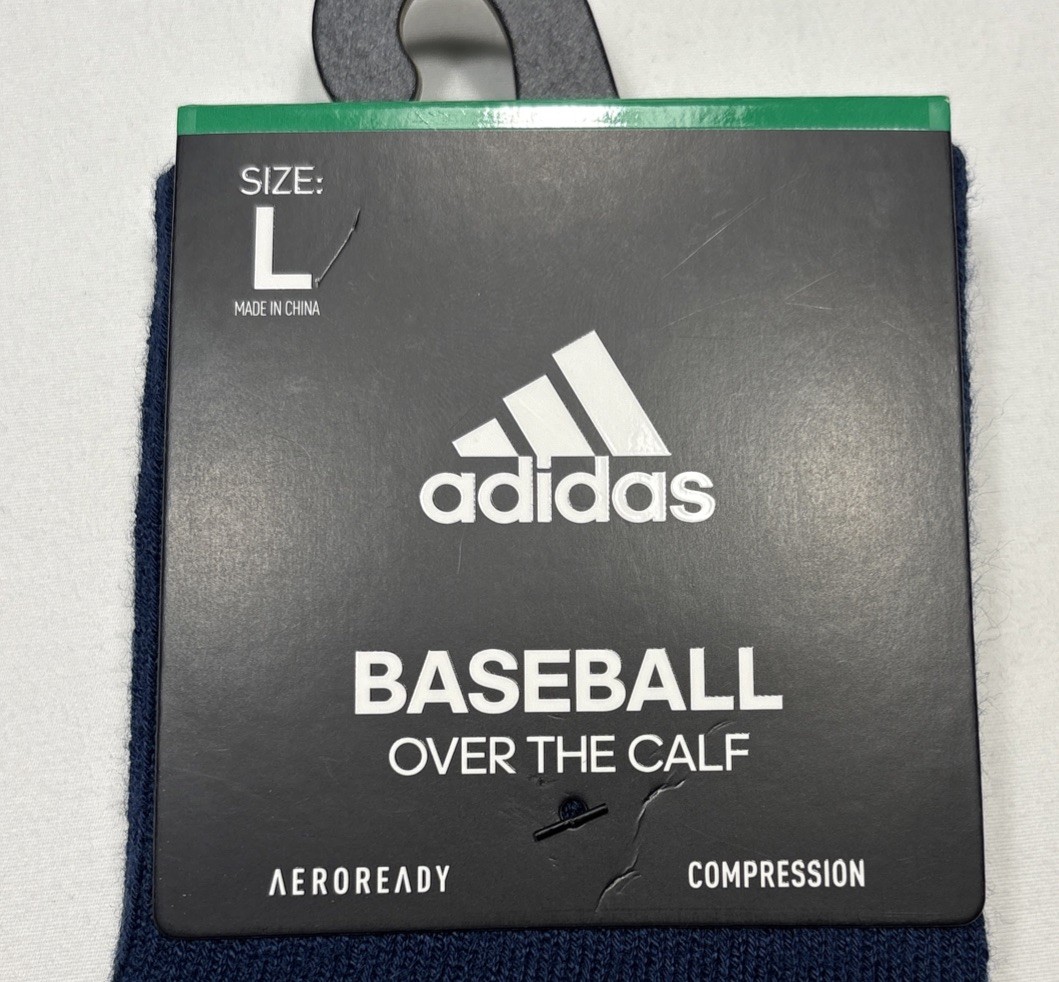 SIZE:
L
MADE IN CHINA
adidas
BASEBALL
OVER THE CALF
AEROREADY
COMPRESSION